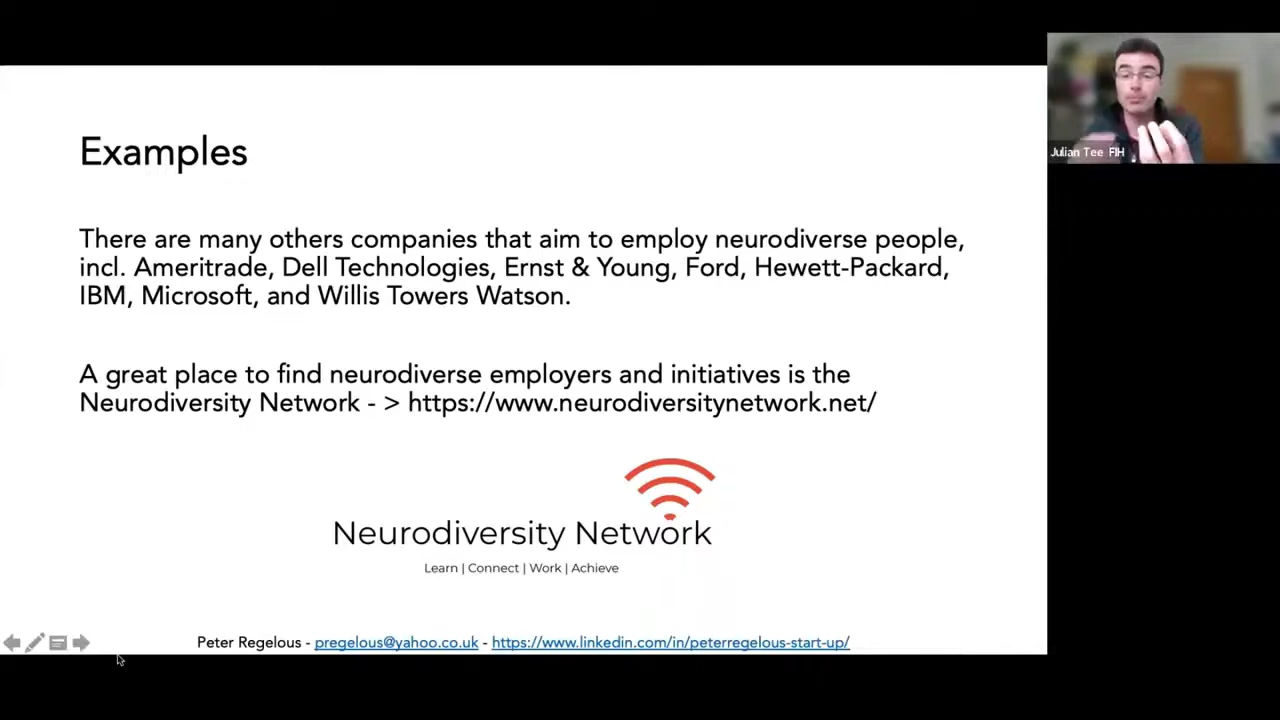 Examples
There are many others companies that aim to employ neurodiverse people,
incl. Ameritrade, Dell Technologies, Ernst & Young, Ford, Hewett-Packard,
IBM, Microsoft, and Willis Towers Watson.
A great place to find neurodiverse employers and initiatives is the
Neurodiversity Network - > https://www.neurodiversitynetwork.net/
Neurodiversity Network
Learn | Connect | Work | Achieve
Peter Regelous - pregelous@yahoo.co.uk - https://www.linkedin.com/in/peterregelous-start-up/
Julian Tee FIH